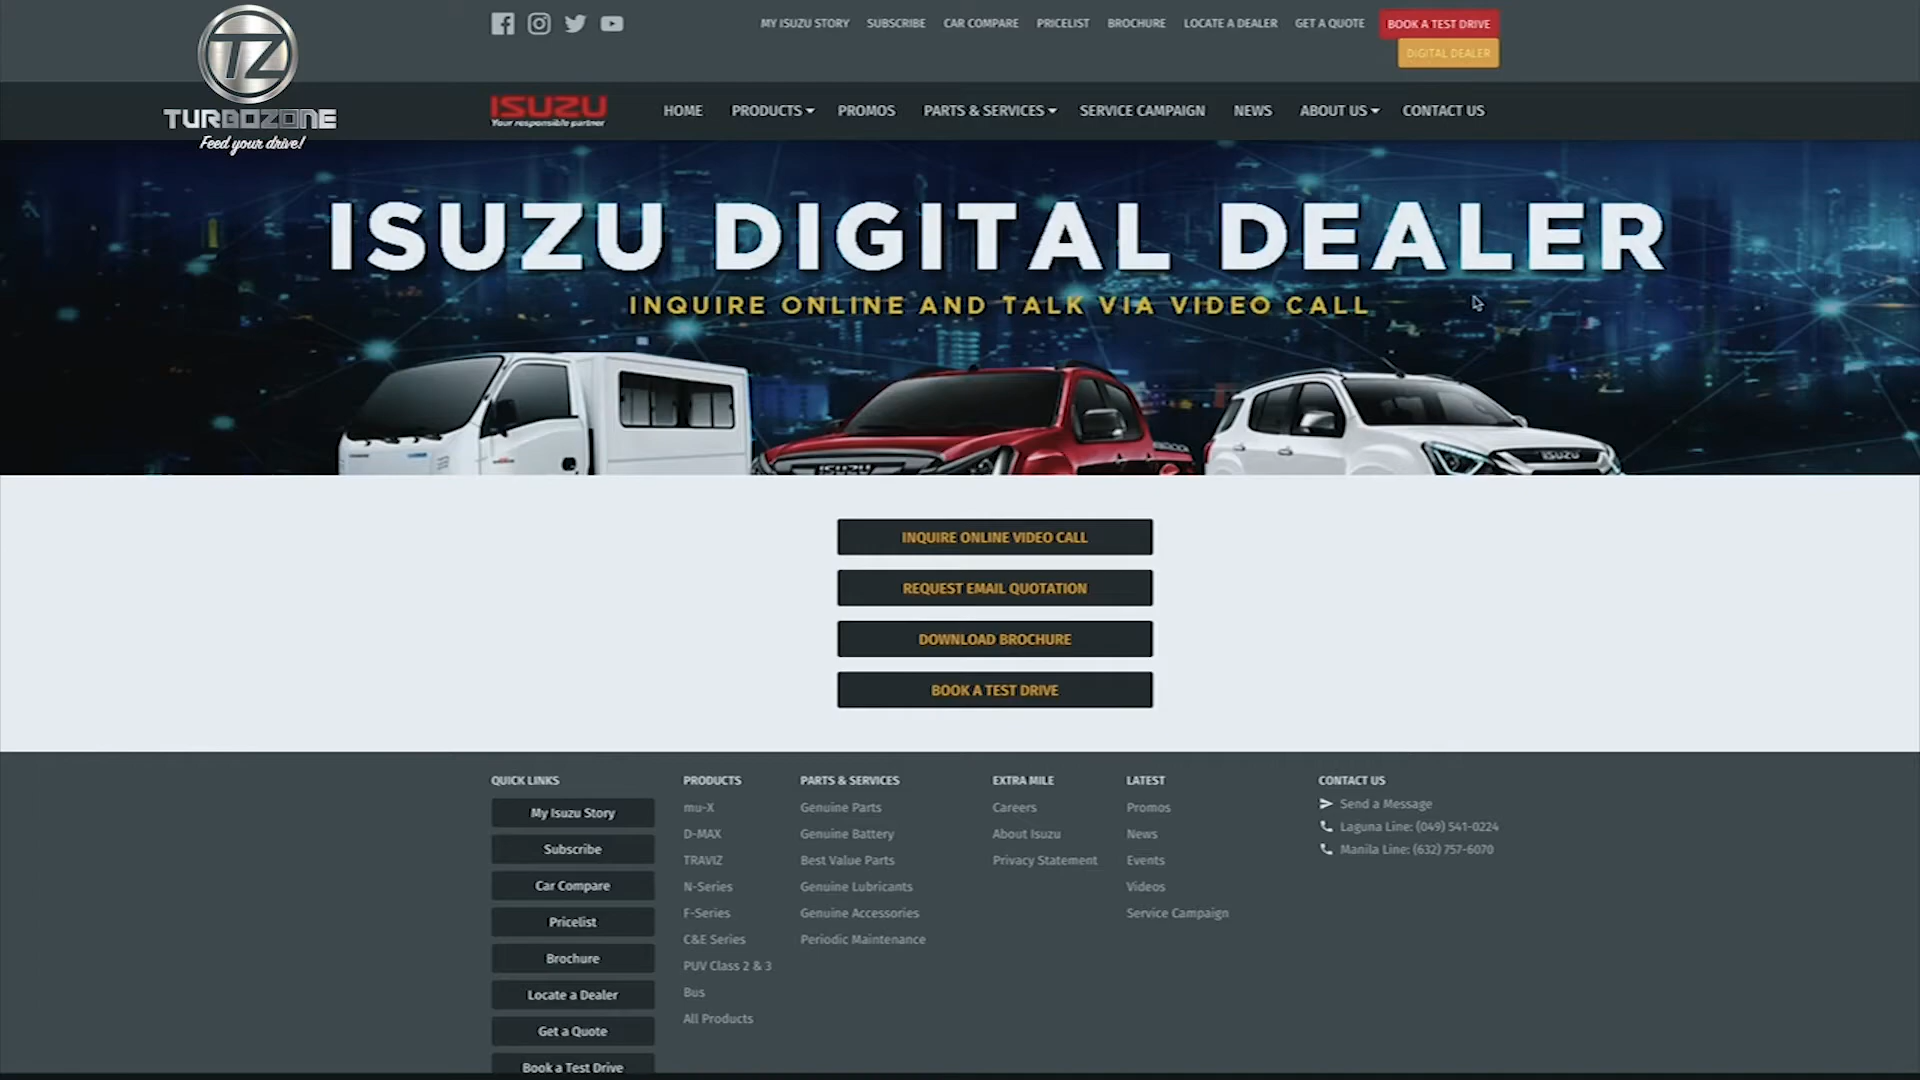 TZ
TURBOZONE
Feed your drive!
MY ISUZU STORY SUBSCRIBE CAR COMPARE PRICELIST BROCHURE LOCATE A DEALER GET A QUOTE BOOK A TEST DRIVE
DIGITAL DEALER
ISUZU
Your responsible partner
HOME PRODUCTS PROMOS PARTS & SERVICES SERVICE CAMPAIGN NEWS ABOUT US CONTACT US
ISUZU DIGITAL DEALER
INQUIRE ONLINE AND TALK VIA VIDEO CALL
ISUZU
ISUZU
INQUIRE ONLINE VIDEO CALL
REQUEST EMAIL QUOTATION
DOWNLOAD BROCHURE
BOOK A TEST DRIVE
QUICK LINKS
My Isuzu Story
Subscribe
Car Compare
Pricelist
Brochure
Locate a Dealer
Get a Quote
Book a Test Drive
PRODUCTS
mu-X
D-MAX
TRAVIZ
N-Series
F-Series
C&E Series
PUV Class 2 & 3
Bus
All Products
PARTS & SERVICES
Genuine Parts
Genuine Battery
Best Value Parts
Genuine Lubricants
Genuine Accessories
Periodic Maintenance
EXTRA MILE
Careers
About Isuzu
Privacy Statement
LATEST
Promos
News
Events
Videos
Service Campaign
CONTACT US
Send a Message
Laguna Line: (049) 541-0224
Manila Line: (632) 757-6070